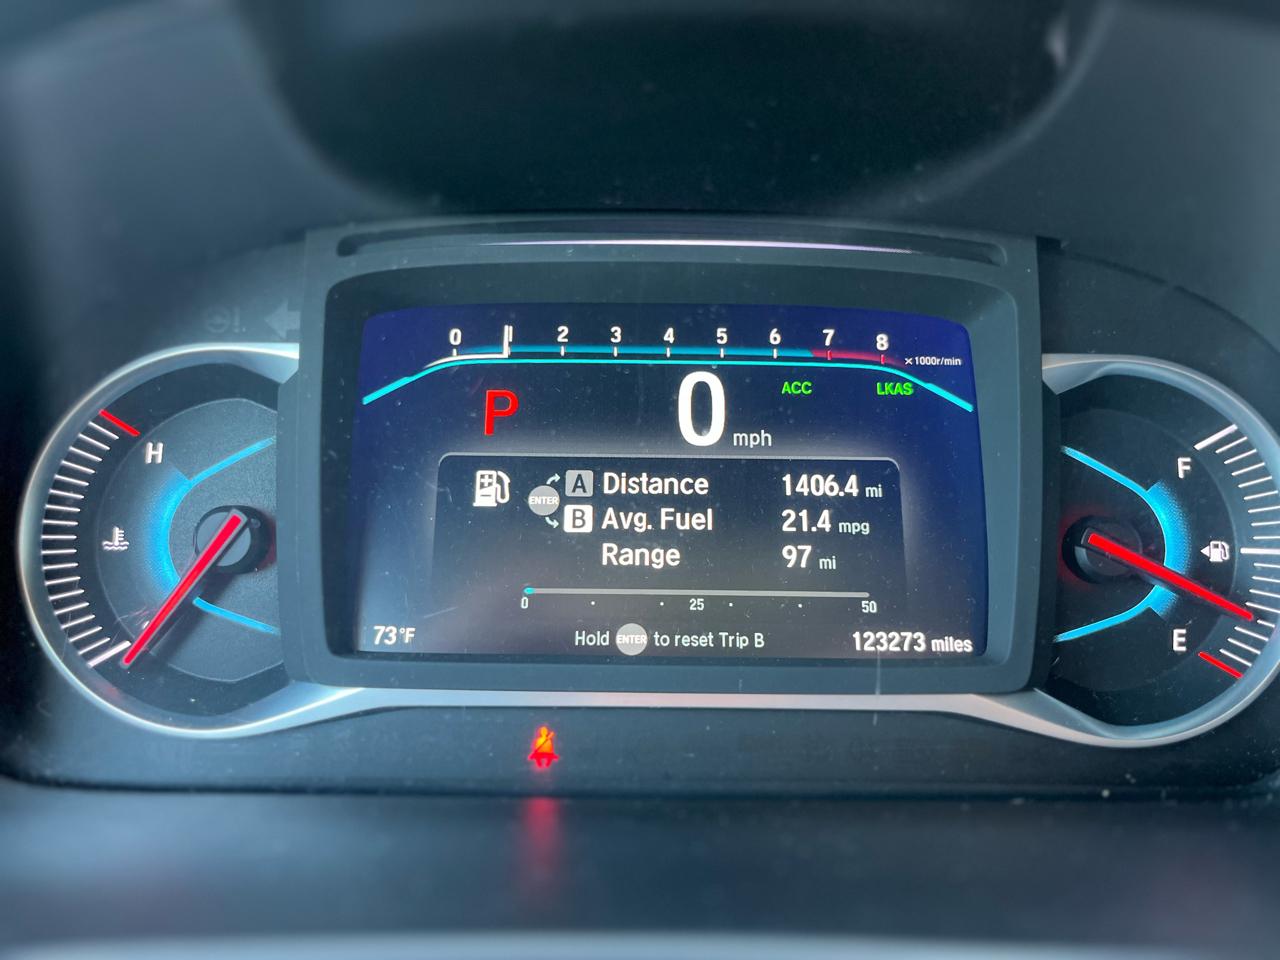 0 1 2 3 4 5 6 7 8
×1000r/min
P 0 mph ACC LKAS
H
F
A Distance 1406.4 mi
ENTER
B Avg. Fuel 21.4 mpg
Range 97 mi
0 25 50
E
73°F Hold ENTER to reset Trip B 123273 miles